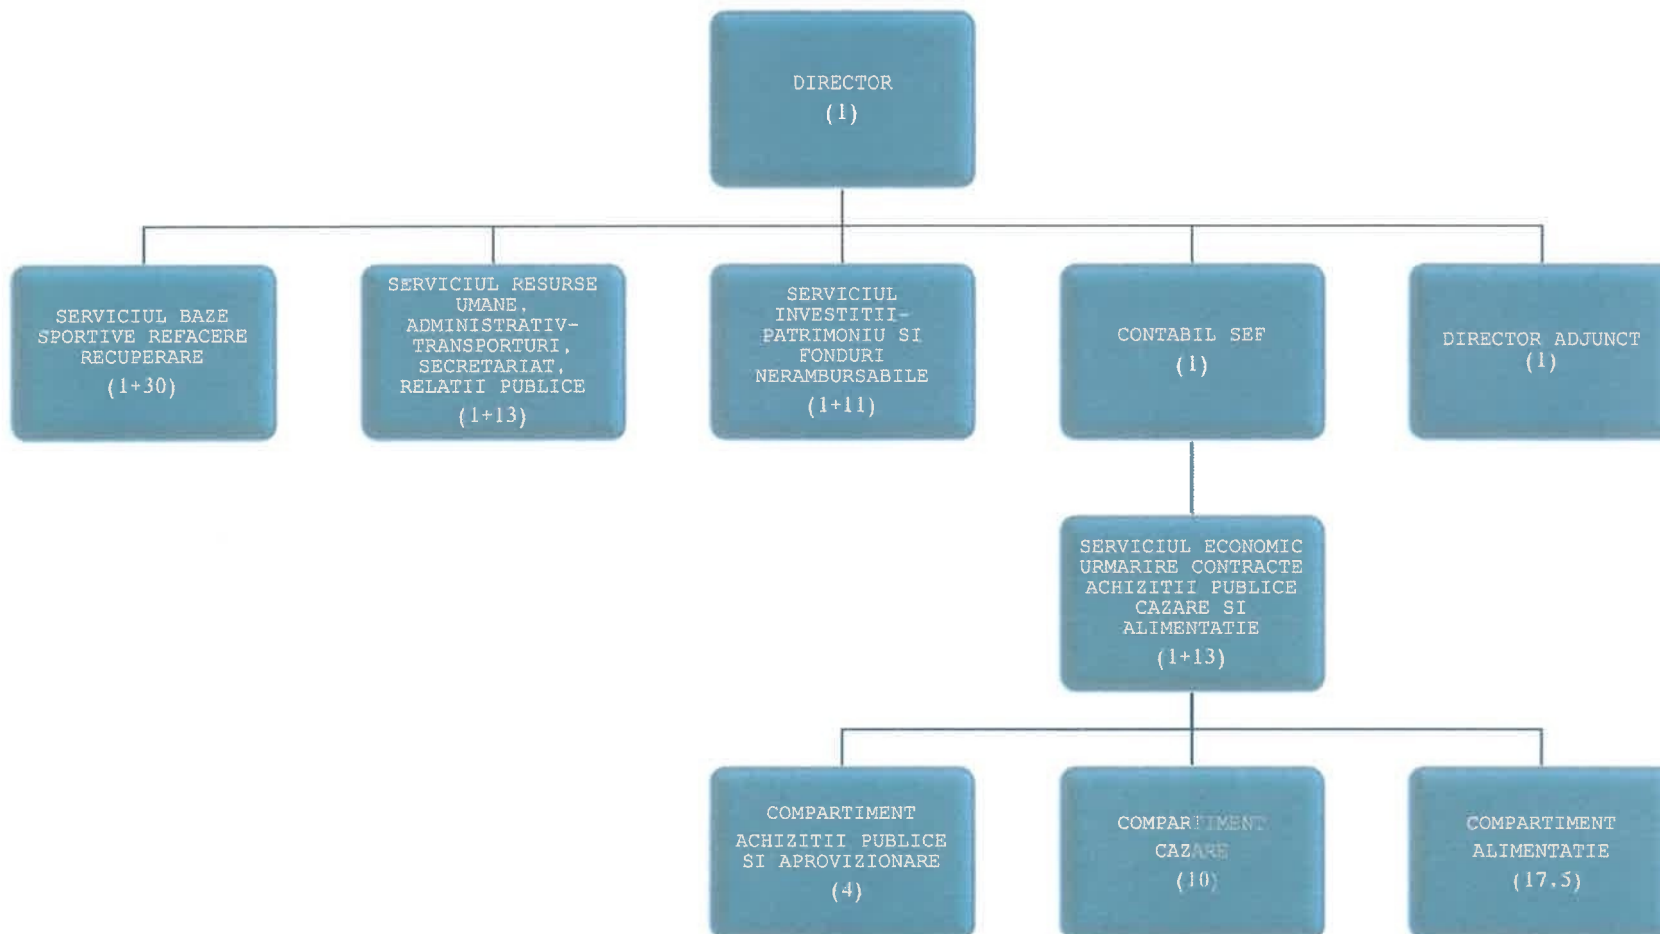 DIRECTOR
(1)
SERVICIUL BAZE
SPORTIVE REFACERE
RECUPERARE
(1+30)
SERVICIUL RESURSE
UMANE,
ADMINISTRATIV-
TRANSPORTURI,
SECRETARIAT,
RELATII PUBLICE
(1+13)
SERVICIUL
INVESTITII-
PATRIMONIU SI
FONDURI
NERAMBURSABILE
(1+11)
CONTABIL SEF
(1)
DIRECTOR ADJUNCT
(1)
SERVICIUL ECONOMIC
URMARIRE CONTRACTE
ACHIZITII PUBLICE
CAZARE SI
ALIMENTATIE
(1+13)
COMPARTIMENT
ACHIZITII PUBLICE
SI APROVIZIONARE
(4)
COMPARTIMENT
CAZARE
(10)
COMPARTIMENT
ALIMENTATIE
(17,5)